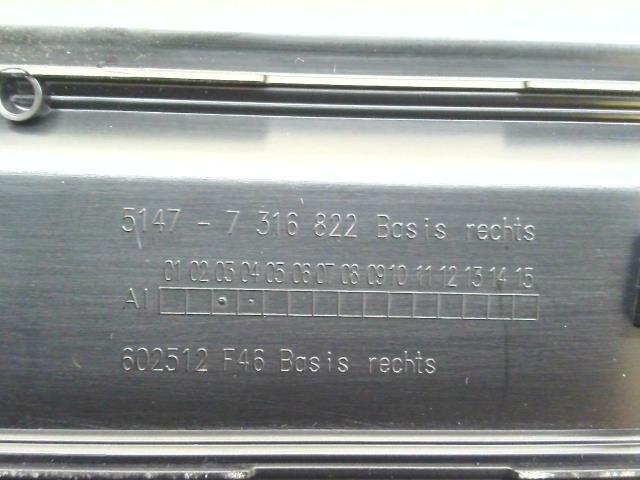 5147 - 7 316 822 Basis rechts
01 02 03 04 05 06 07 08 09 10 11 12 13 14 15
AI
602512 F46 Basis rechts